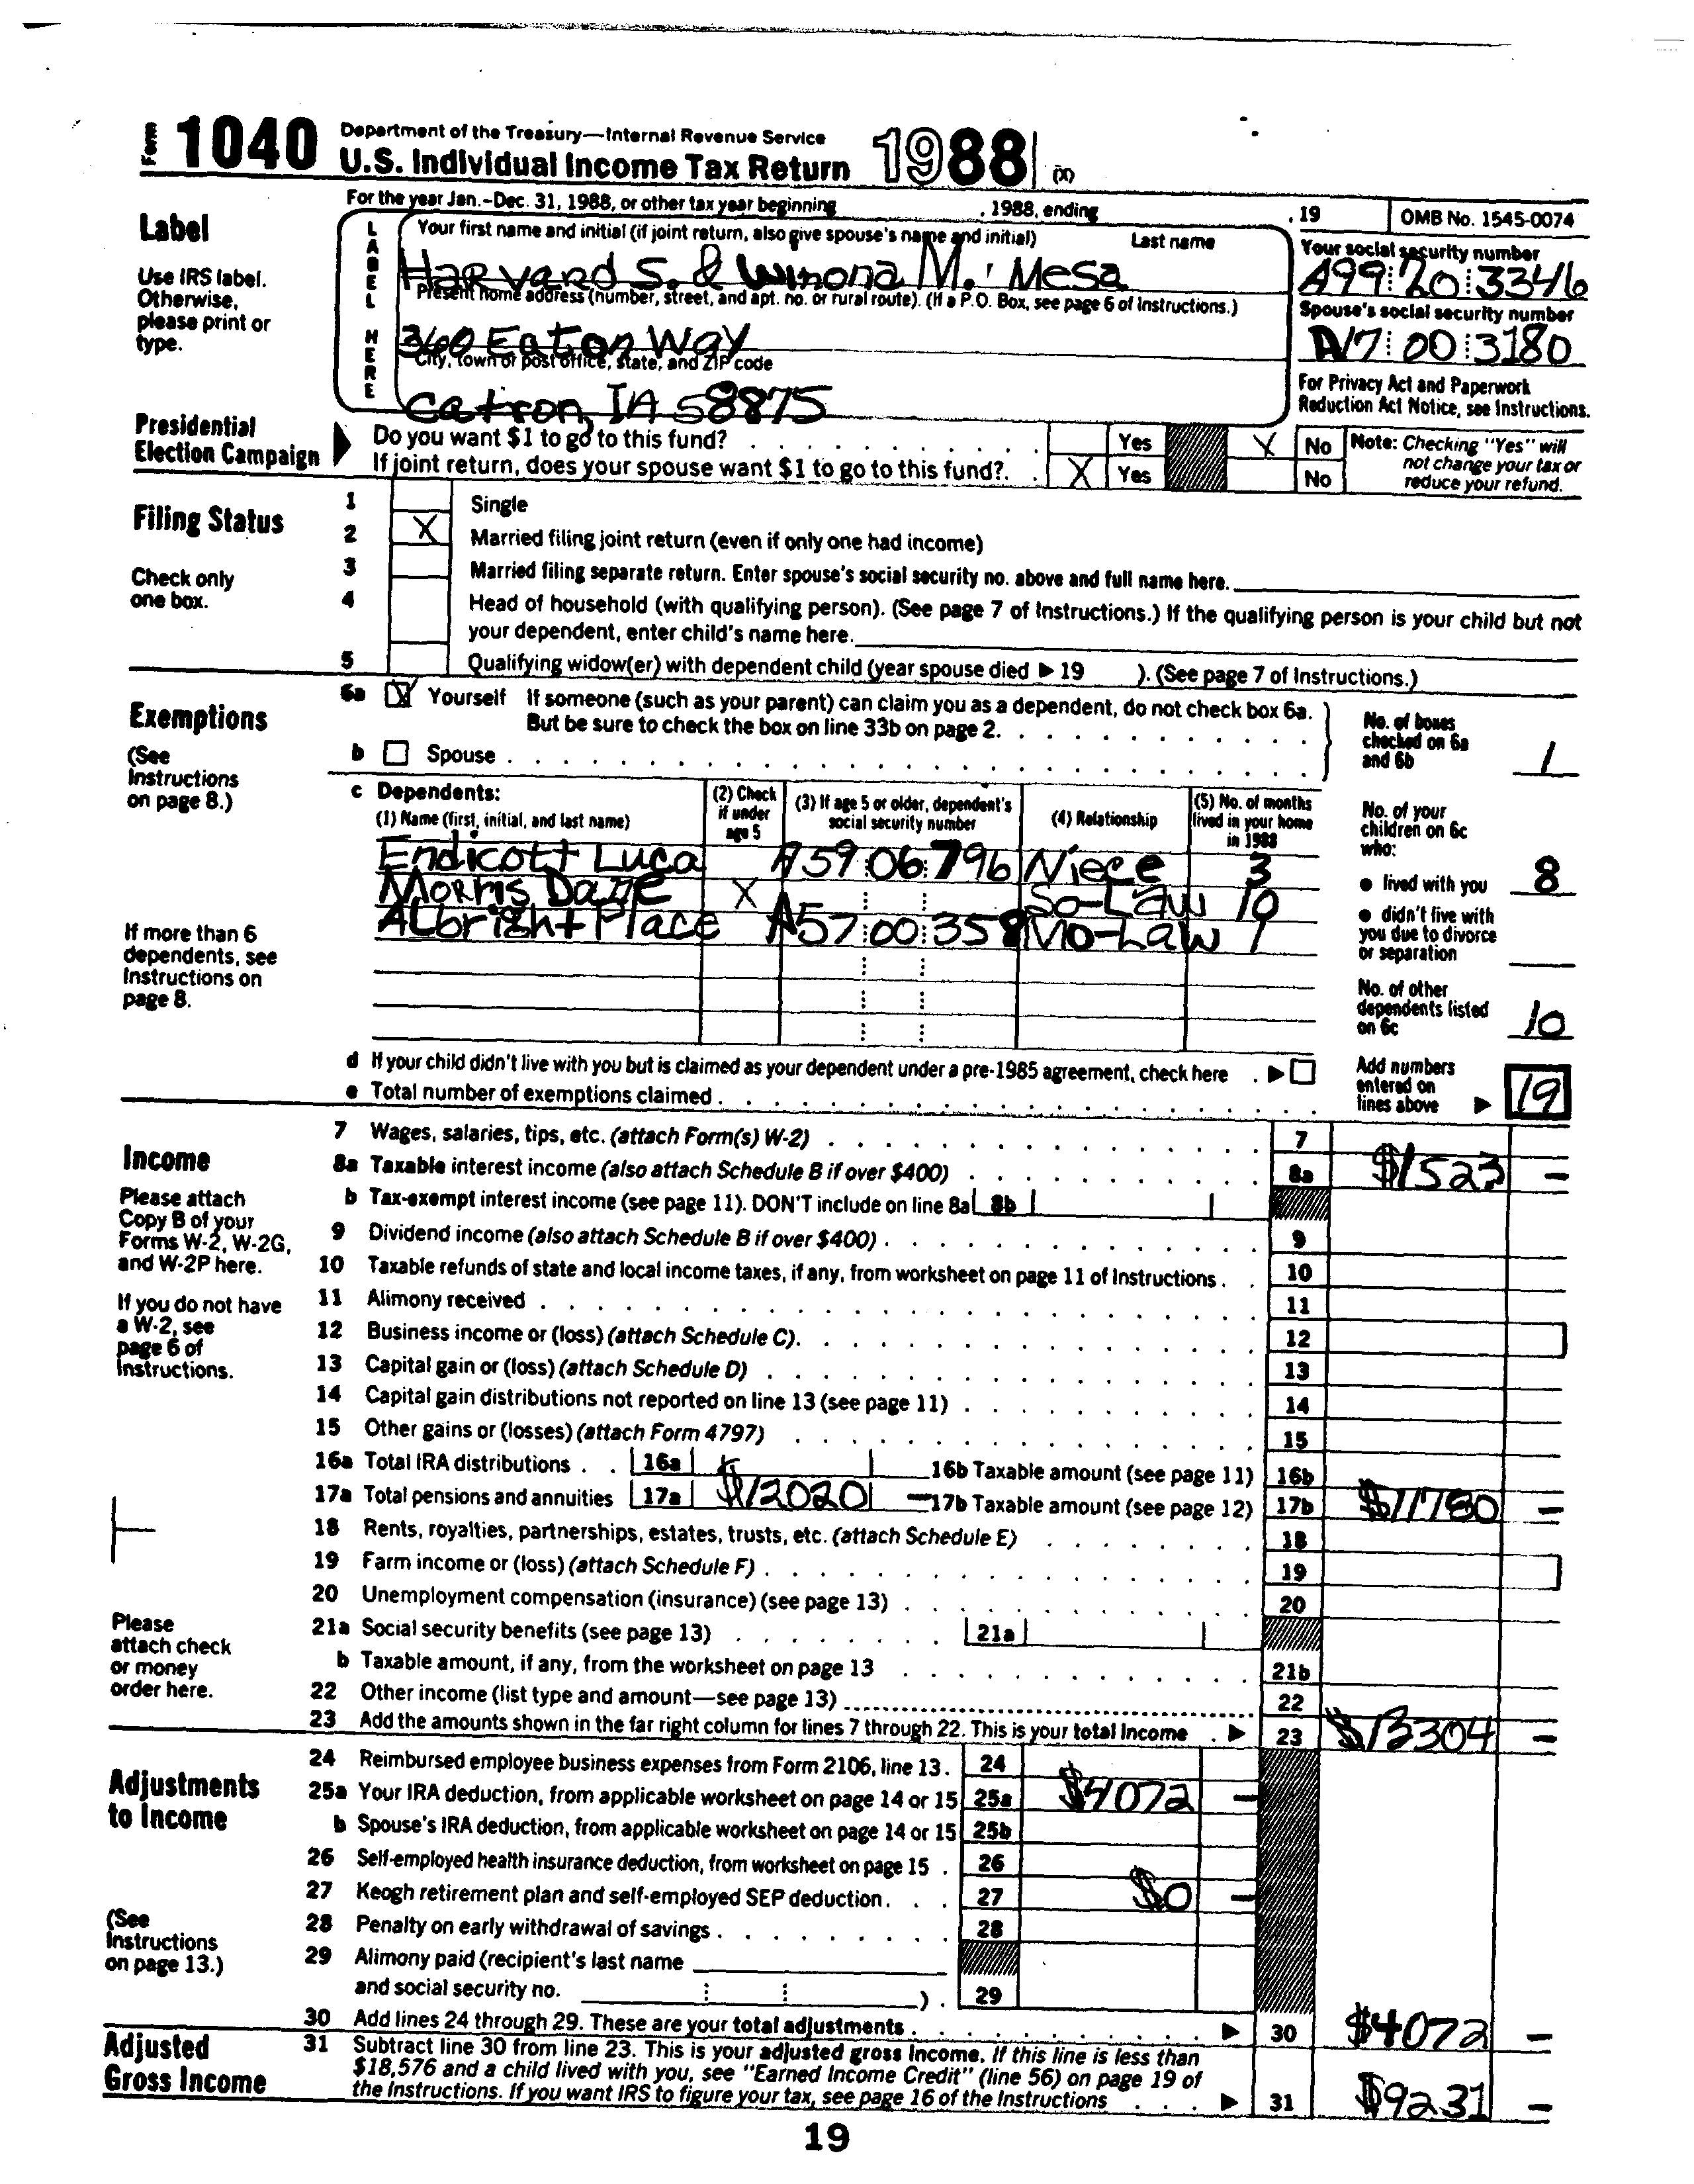 Form 1040 Department of the Treasury—Internal Revenue Service
U.S. Individual Income Tax Return 1988 (X)
For the year Jan.-Dec. 31, 1988, or other tax year beginning , 1988, ending , 19 OMB No. 1545-0074
Label
Use IRS label. Otherwise, please print or type.
LABEL HERE
Your first name and initial (if joint return, also give spouse's name and initial) Last name
Harvard S. & Winona M. Mesa
Your social security number
A99 20 3346
Present home address (number, street, and apt. no. or rural route). (If a P.O. Box, see page 6 of Instructions.)
360 Eaton Way
Spouse's social security number
A17 00 3180
City, town or post office, state, and ZIP code
Catron, IA 58875
For Privacy Act and Paperwork Reduction Act Notice, see Instructions.
Presidential Election Campaign
Do you want $1 to go to this fund? Yes X No
If joint return, does your spouse want $1 to go to this fund? X Yes No
Note: Checking "Yes" will not change your tax or reduce your refund.
Filing Status
Check only one box.
1 Single
2 X Married filing joint return (even if only one had income)
3 Married filing separate return. Enter spouse's social security no. above and full name here.
4 Head of household (with qualifying person). (See page 7 of Instructions.) If the qualifying person is your child but not
your dependent, enter child's name here.
5 Qualifying widow(er) with dependent child (year spouse died ▶ 19 ). (See page 7 of Instructions.)
Exemptions
(See Instructions on page 8.)
6a X Yourself If someone (such as your parent) can claim you as a dependent, do not check box 6a.
But be sure to check the box on line 33b on page 2.
b Spouse
No. of boxes checked on 6a and 6b 1
c Dependents:
(1) Name (first, initial, and last name) (2) Check if under age 5 (3) If age 5 or older, dependent's social security number (4) Relationship (5) No. of months lived in your home in 1988
Endicott Luca A59 06 796 Niece 3
Morris Dane X So-Law 10
Albright Place A57 00 358 Mo-Law 1
No. of your children on 6c who:
● lived with you 8
● didn't live with you due to divorce or separation
No. of other dependents listed on 6c 10
If more than 6 dependents, see Instructions on page 8.
d If your child didn't live with you but is claimed as your dependent under a pre-1985 agreement, check here ▶
e Total number of exemptions claimed
Add numbers entered on lines above ▶ 19
Income
Please attach Copy B of your Forms W-2, W-2G, and W-2P here.
If you do not have a W-2, see page 6 of Instructions.
Please attach check or money order here.
7 Wages, salaries, tips, etc. (attach Form(s) W-2) 7
8a Taxable interest income (also attach Schedule B if over $400) 8a $1523 –
b Tax-exempt interest income (see page 11). DON'T include on line 8a 8b
9 Dividend income (also attach Schedule B if over $400) 9
10 Taxable refunds of state and local income taxes, if any, from worksheet on page 11 of Instructions 10
11 Alimony received 11
12 Business income or (loss) (attach Schedule C) 12
13 Capital gain or (loss) (attach Schedule D) 13
14 Capital gain distributions not reported on line 13 (see page 11) 14
15 Other gains or (losses) (attach Form 4797) 15
16a Total IRA distributions 16a 16b Taxable amount (see page 11) 16b
17a Total pensions and annuities 17a $12020 – 17b Taxable amount (see page 12) 17b $11780 –
18 Rents, royalties, partnerships, estates, trusts, etc. (attach Schedule E) 18
19 Farm income or (loss) (attach Schedule F) 19
20 Unemployment compensation (insurance) (see page 13) 20
21a Social security benefits (see page 13) 21a
b Taxable amount, if any, from the worksheet on page 13 21b
22 Other income (list type and amount—see page 13) 22
23 Add the amounts shown in the far right column for lines 7 through 22. This is your total income ▶ 23 $13304 –
Adjustments to Income
(See Instructions on page 13.)
24 Reimbursed employee business expenses from Form 2106, line 13. 24
25a Your IRA deduction, from applicable worksheet on page 14 or 15 25a $4072 –
b Spouse's IRA deduction, from applicable worksheet on page 14 or 15 25b
26 Self-employed health insurance deduction, from worksheet on page 15 26
27 Keogh retirement plan and self-employed SEP deduction 27 $0 –
28 Penalty on early withdrawal of savings 28
29 Alimony paid (recipient's last name
and social security no. ) 29
30 Add lines 24 through 29. These are your total adjustments ▶ 30 $4072 –
Adjusted Gross Income
31 Subtract line 30 from line 23. This is your adjusted gross income. If this line is less than
$18,576 and a child lived with you, see "Earned Income Credit" (line 56) on page 19 of
the Instructions. If you want IRS to figure your tax, see page 16 of the Instructions ▶ 31 $9231 –
19